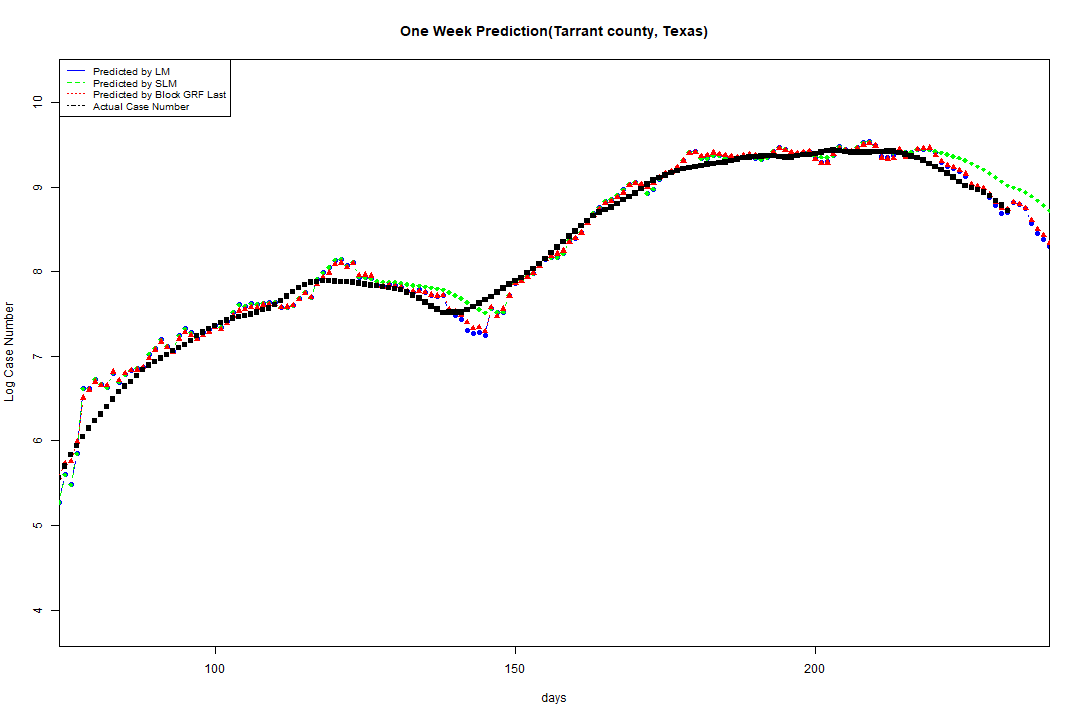 One Week Prediction(Tarrant county, Texas)
Predicted by LM
Predicted by SLM
Predicted by Block GRF Last
Actual Case Number
10
9
8
7
6
5
4
Log Case Number
100
150
200
days